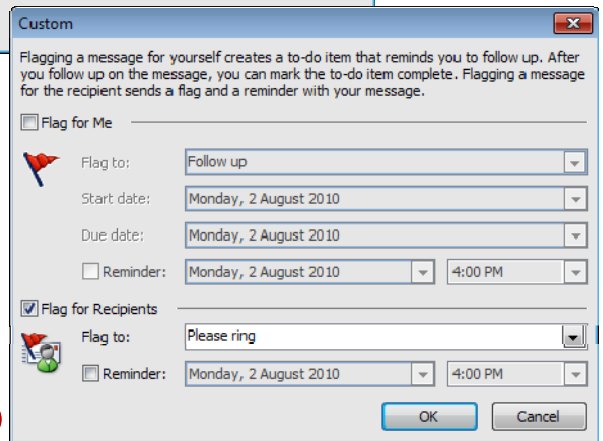 Custom
Flagging a message for yourself creates a to-do item that reminds you to follow up. After
you follow up on the message, you can mark the to-do item complete. Flagging a message
for the recipient sends a flag and a reminder with your message.
Flag for Me
Flag to: Follow up
Start date: Monday, 2 August 2010
Due date: Monday, 2 August 2010
Reminder: Monday, 2 August 2010 4:00 PM
Flag for Recipients
Flag to: Please ring
Reminder: Monday, 2 August 2010 4:00 PM
OK Cancel